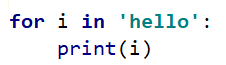 for i in 'hello':
    print(i)